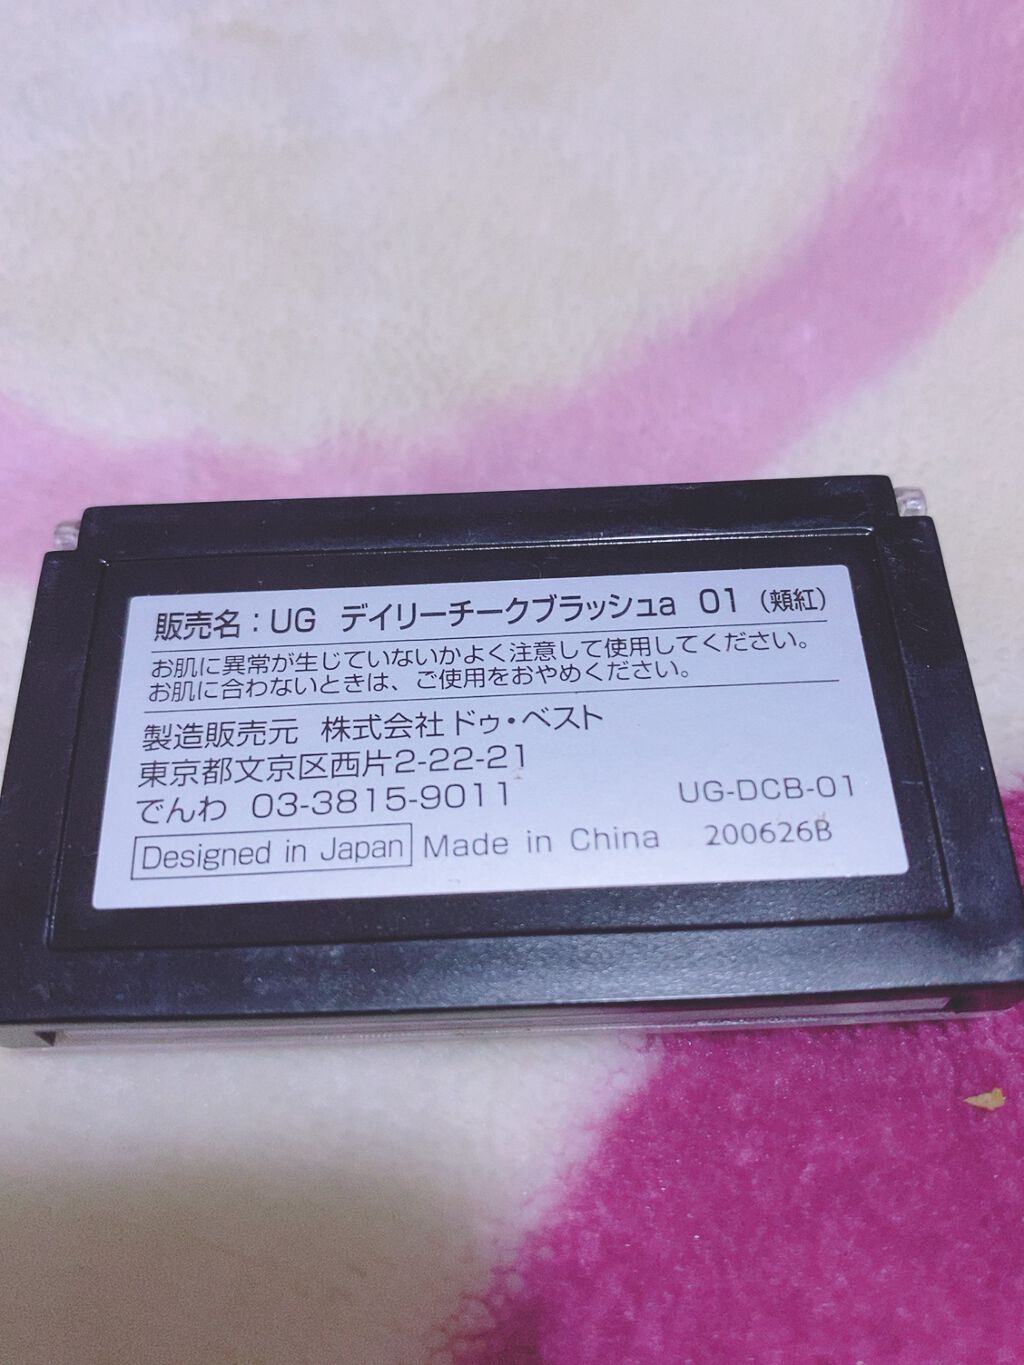 販売名：UG デイリーチークブラッシュa 01（頬紅）
お肌に異常が生じていないかよく注意して使用してください。
お肌に合わないときは、ご使用をおやめください。
製造販売元 株式会社ドゥ・ベスト
東京都文京区西片2-22-21
でんわ 03-3815-9011
UG-DCB-01
Designed in Japan Made in China 200626B